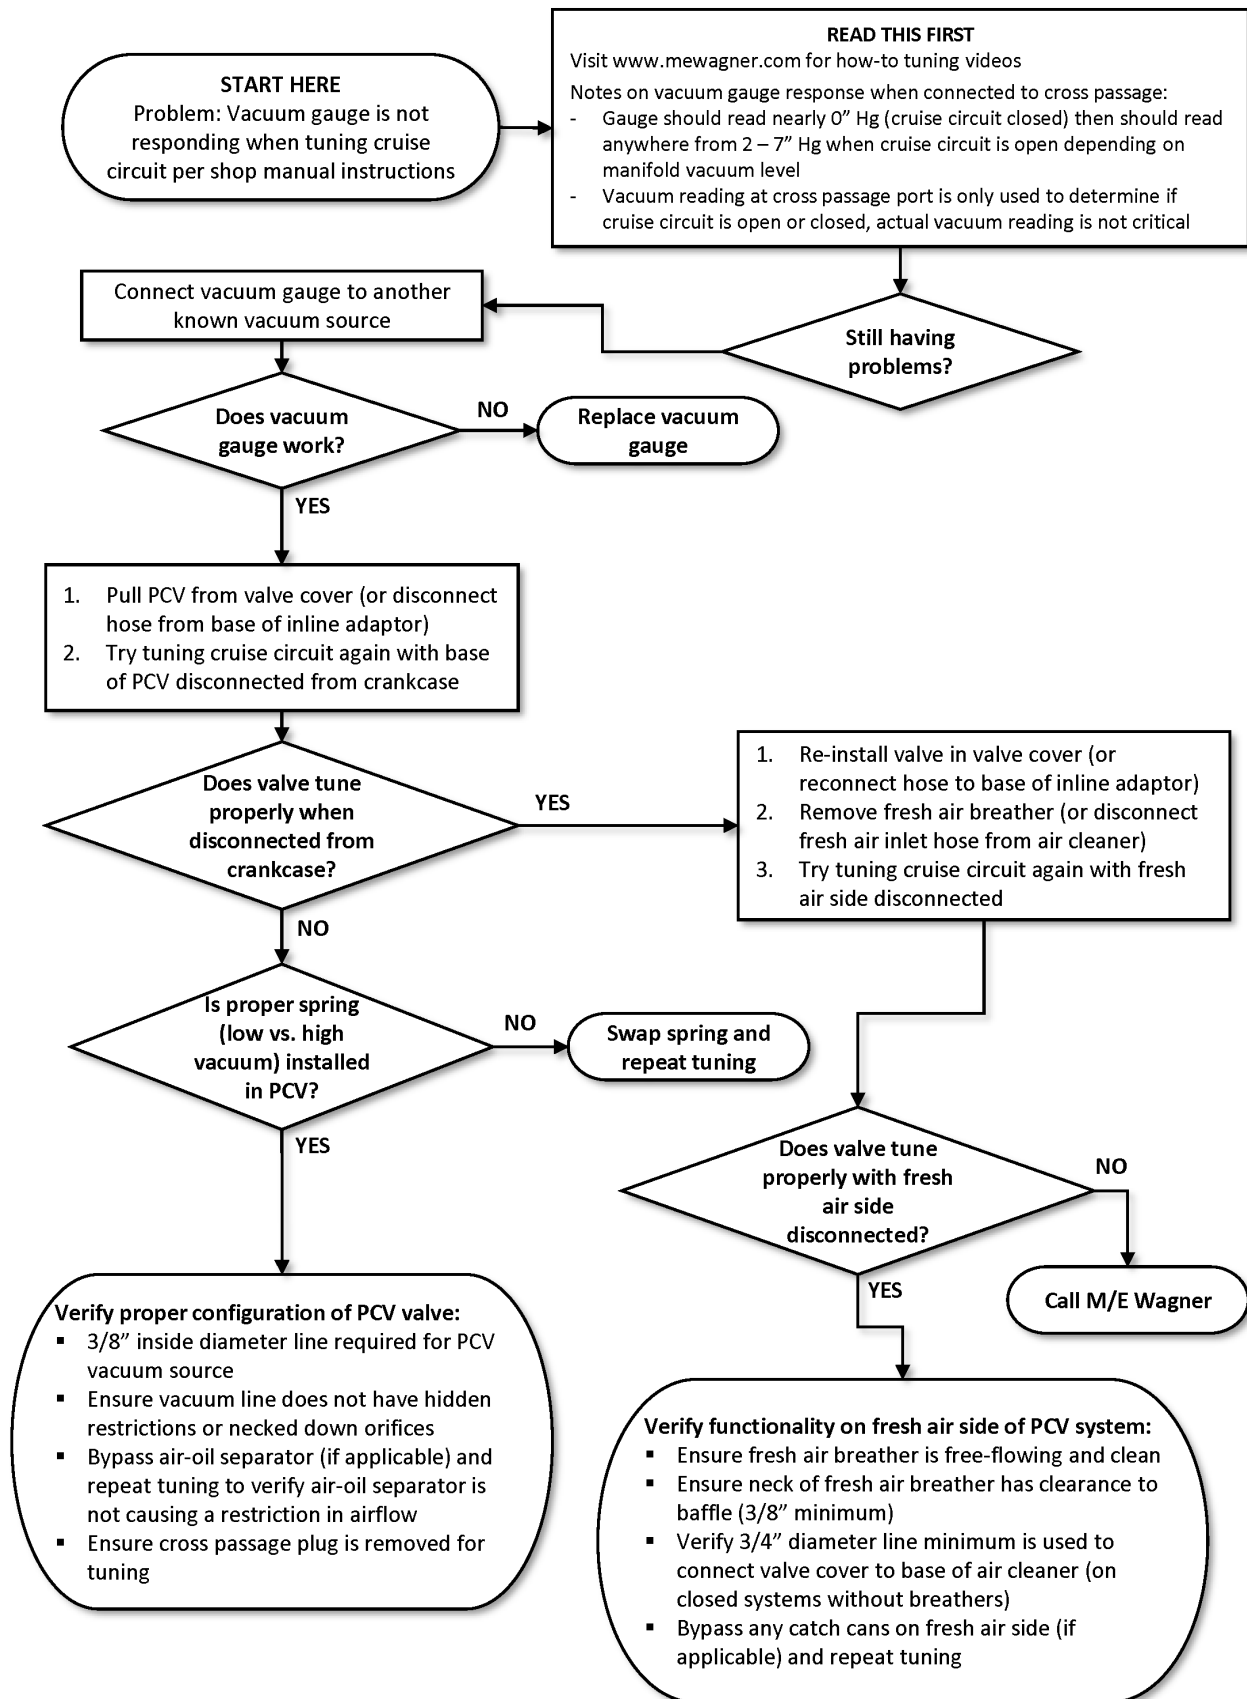 START HERE
Problem: Vacuum gauge is not
responding when tuning cruise
circuit per shop manual instructions
READ THIS FIRST
Visit www.mewagner.com for how-to tuning videos
Notes on vacuum gauge response when connected to cross passage:
- Gauge should read nearly 0” Hg (cruise circuit closed) then should read
anywhere from 2 – 7” Hg when cruise circuit is open depending on
manifold vacuum level
- Vacuum reading at cross passage port is only used to determine if
cruise circuit is open or closed, actual vacuum reading is not critical
Still having
problems?
Connect vacuum gauge to another
known vacuum source
Does vacuum
gauge work?
NO
Replace vacuum
gauge
YES
1. Pull PCV from valve cover (or disconnect
hose from base of inline adaptor)
2. Try tuning cruise circuit again with base
of PCV disconnected from crankcase
Does valve tune
properly when
disconnected from
crankcase?
YES
1. Re-install valve in valve cover (or
reconnect hose to base of inline adaptor)
2. Remove fresh air breather (or disconnect
fresh air inlet hose from air cleaner)
3. Try tuning cruise circuit again with fresh
air side disconnected
NO
Is proper spring
(low vs. high
vacuum) installed
in PCV?
NO
Swap spring and
repeat tuning
YES
Does valve tune
properly with fresh
air side
disconnected?
NO
Call M/E Wagner
YES
Verify proper configuration of PCV valve:
▪ 3/8” inside diameter line required for PCV
vacuum source
▪ Ensure vacuum line does not have hidden
restrictions or necked down orifices
▪ Bypass air-oil separator (if applicable) and
repeat tuning to verify air-oil separator is
not causing a restriction in airflow
▪ Ensure cross passage plug is removed for
tuning
Verify functionality on fresh air side of PCV system:
▪ Ensure fresh air breather is free-flowing and clean
▪ Ensure neck of fresh air breather has clearance to
baffle (3/8” minimum)
▪ Verify 3/4” diameter line minimum is used to
connect valve cover to base of air cleaner (on
closed systems without breathers)
▪ Bypass any catch cans on fresh air side (if
applicable) and repeat tuning